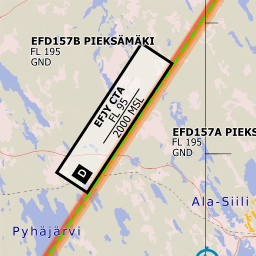 EFD157B PIEKSÄMÄKI
FL 195
GND
EFJY CTA
FL 95
2000 MSL
D
EFD157A PIEKS
FL 195
GND
Ala-Siili
Pyhäjärvi